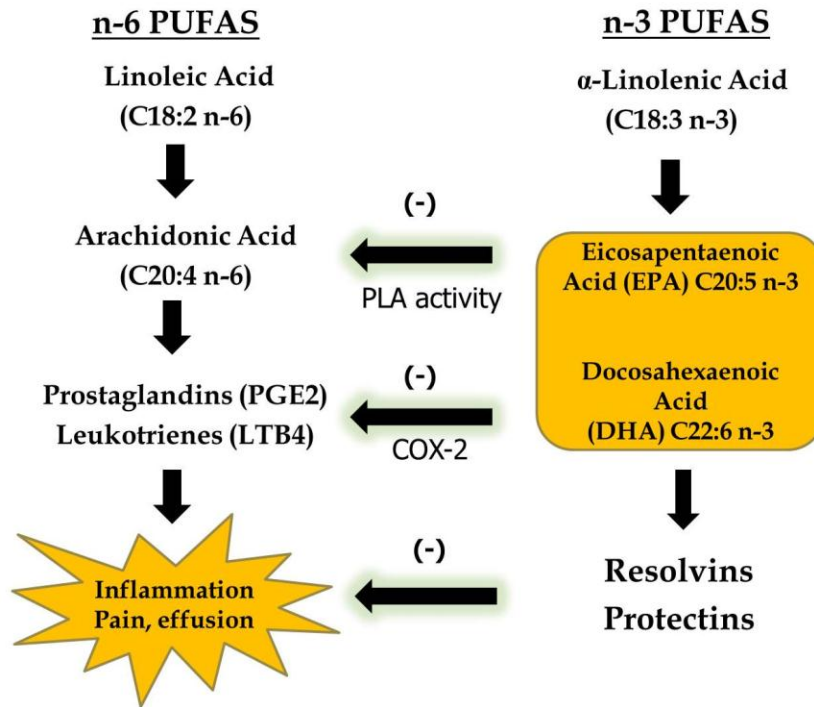 n-6 PUFAS
Linoleic Acid
(C18:2 n-6)
Arachidonic Acid
(C20:4 n-6)
Prostaglandins (PGE2)
Leukotrienes (LTB4)
Inflammation
Pain, effusion
(-)
PLA activity
(-)
COX-2
(-)
n-3 PUFAS
α-Linolenic Acid
(C18:3 n-3)
Eicosapentaenoic
Acid (EPA) C20:5 n-3
Docosahexaenoic
Acid
(DHA) C22:6 n-3
Resolvins
Protectins